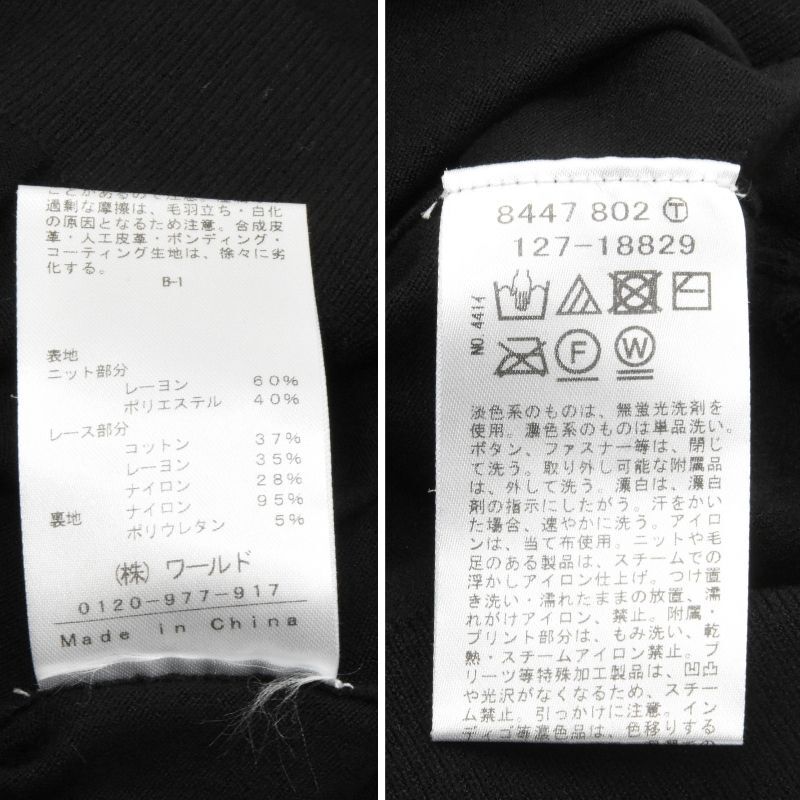 ことがあるので
過剰な摩擦は、毛羽立ち・白化
の原因となるため注意。合成皮
革・人工皮革・ボンディング・
コーティング生地は、徐々に劣
化する。
B-1
表地
ニット部分
レーヨン 60%
ポリエステル 40%
レース部分
コットン 37%
レーヨン 35%
ナイロン 28%
裏地 ナイロン 95%
ポリウレタン 5%
(株) ワールド
0120-977-917
Made in China
8447 802 T
127-18829
NO.4414
F W
淡色系のものは、無蛍光洗剤を
使用。濃色系のものは単品洗い。
ボタン、ファスナー等は、閉じ
て洗う。取り外し可能な附属品
は、外して洗う。漂白は、漂白
剤の指示にしたがう。汗をかい
た場合、速やかに洗う。アイロ
ンは、当て布使用。ニットや毛
足のある製品は、スチームでの
浮かしアイロン仕上げ。つけ置
き洗い・濡れたままの放置、濡
れがけアイロン、禁止。附属・
プリント部分は、もみ洗い、乾
熱・スチームアイロン禁止。プ
リーツ等特殊加工製品は、凹凸
や光沢がなくなるため、スチー
ム禁止。引っかけに注意。イン
ディゴ等濃色品は、色移りする